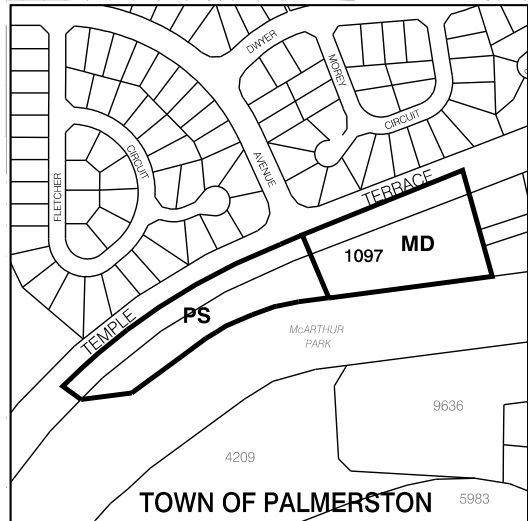 DWYER
MOREY
CIRCUIT
CIRCUIT
FLETCHER
AVENUE
TERRACE
1097 MD
PS
TEMPLE
McARTHUR
PARK
9636
4209
5983
TOWN OF PALMERSTON